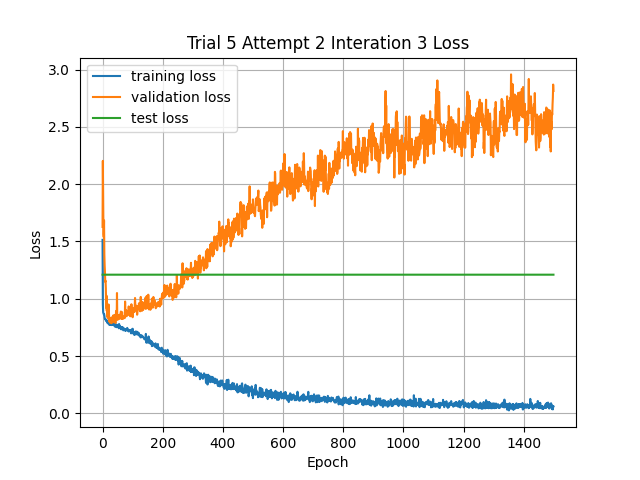 Trial 5 Attempt 2 Interation 3 Loss
training loss
validation loss
test loss
3.0
2.5
2.0
1.5
1.0
0.5
0.0
Loss
0 200 400 600 800 1000 1200 1400
Epoch